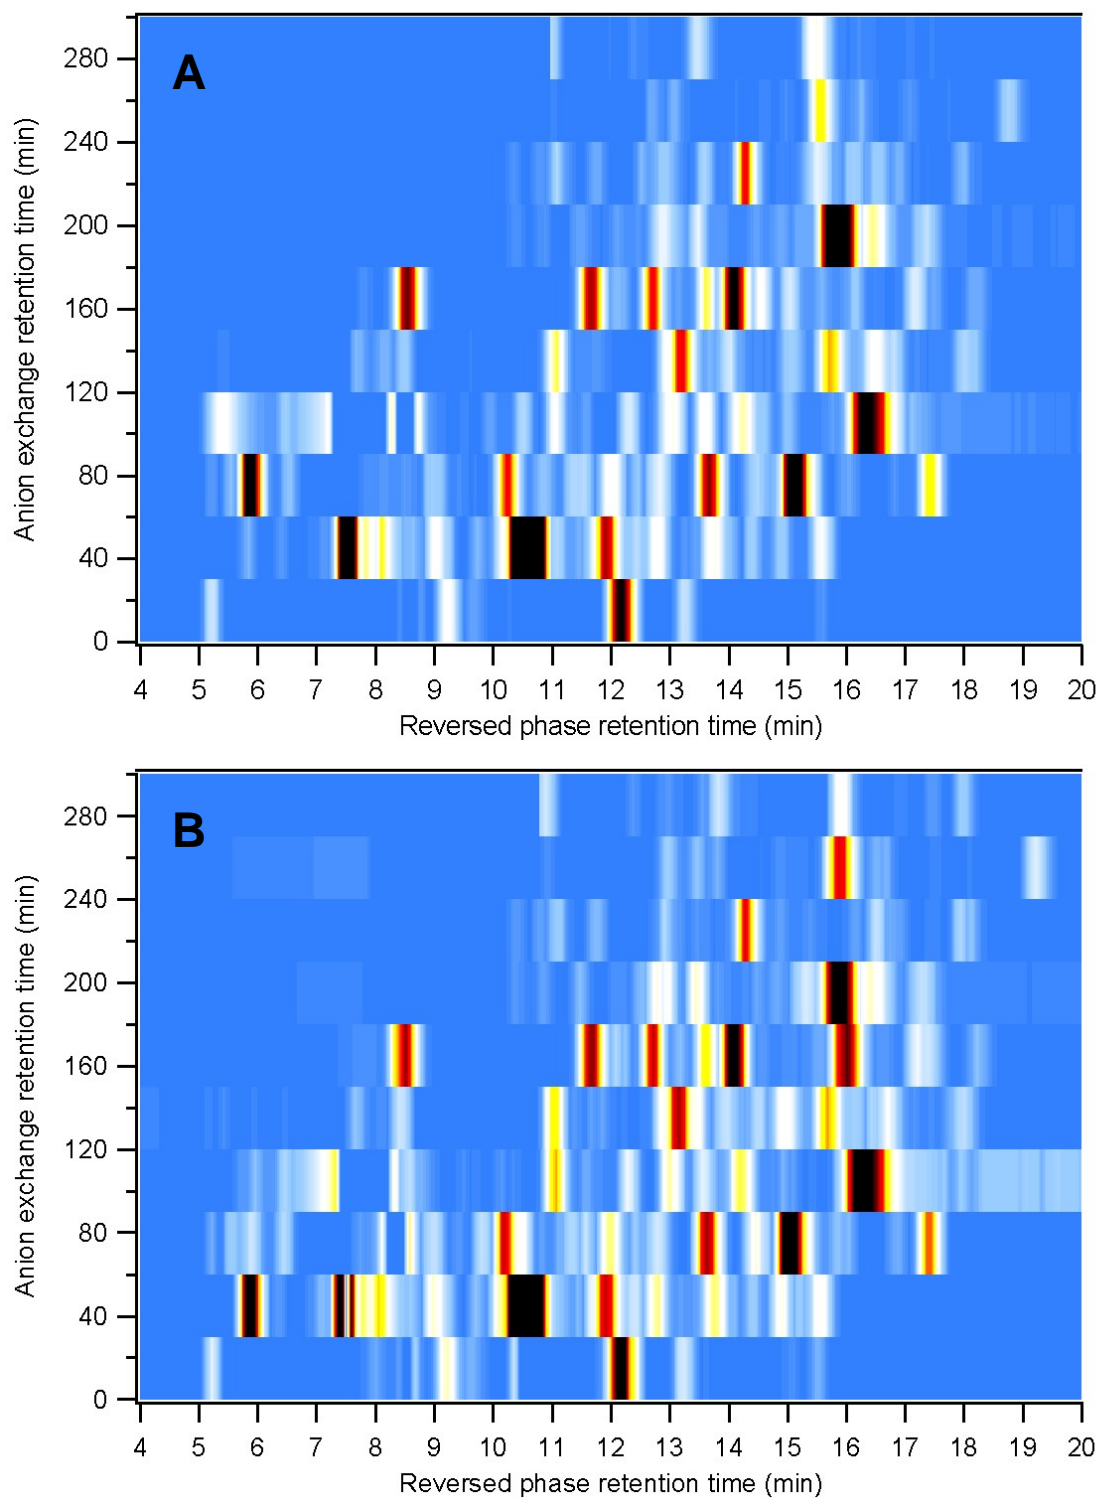 A
Anion exchange retention time (min)
280
240
200
160
120
80
40
0
4 5 6 7 8 9 10 11 12 13 14 15 16 17 18 19 20
Reversed phase retention time (min)
B
Anion exchange retention time (min)
280
240
200
160
120
80
40
0
4 5 6 7 8 9 10 11 12 13 14 15 16 17 18 19 20
Reversed phase retention time (min)